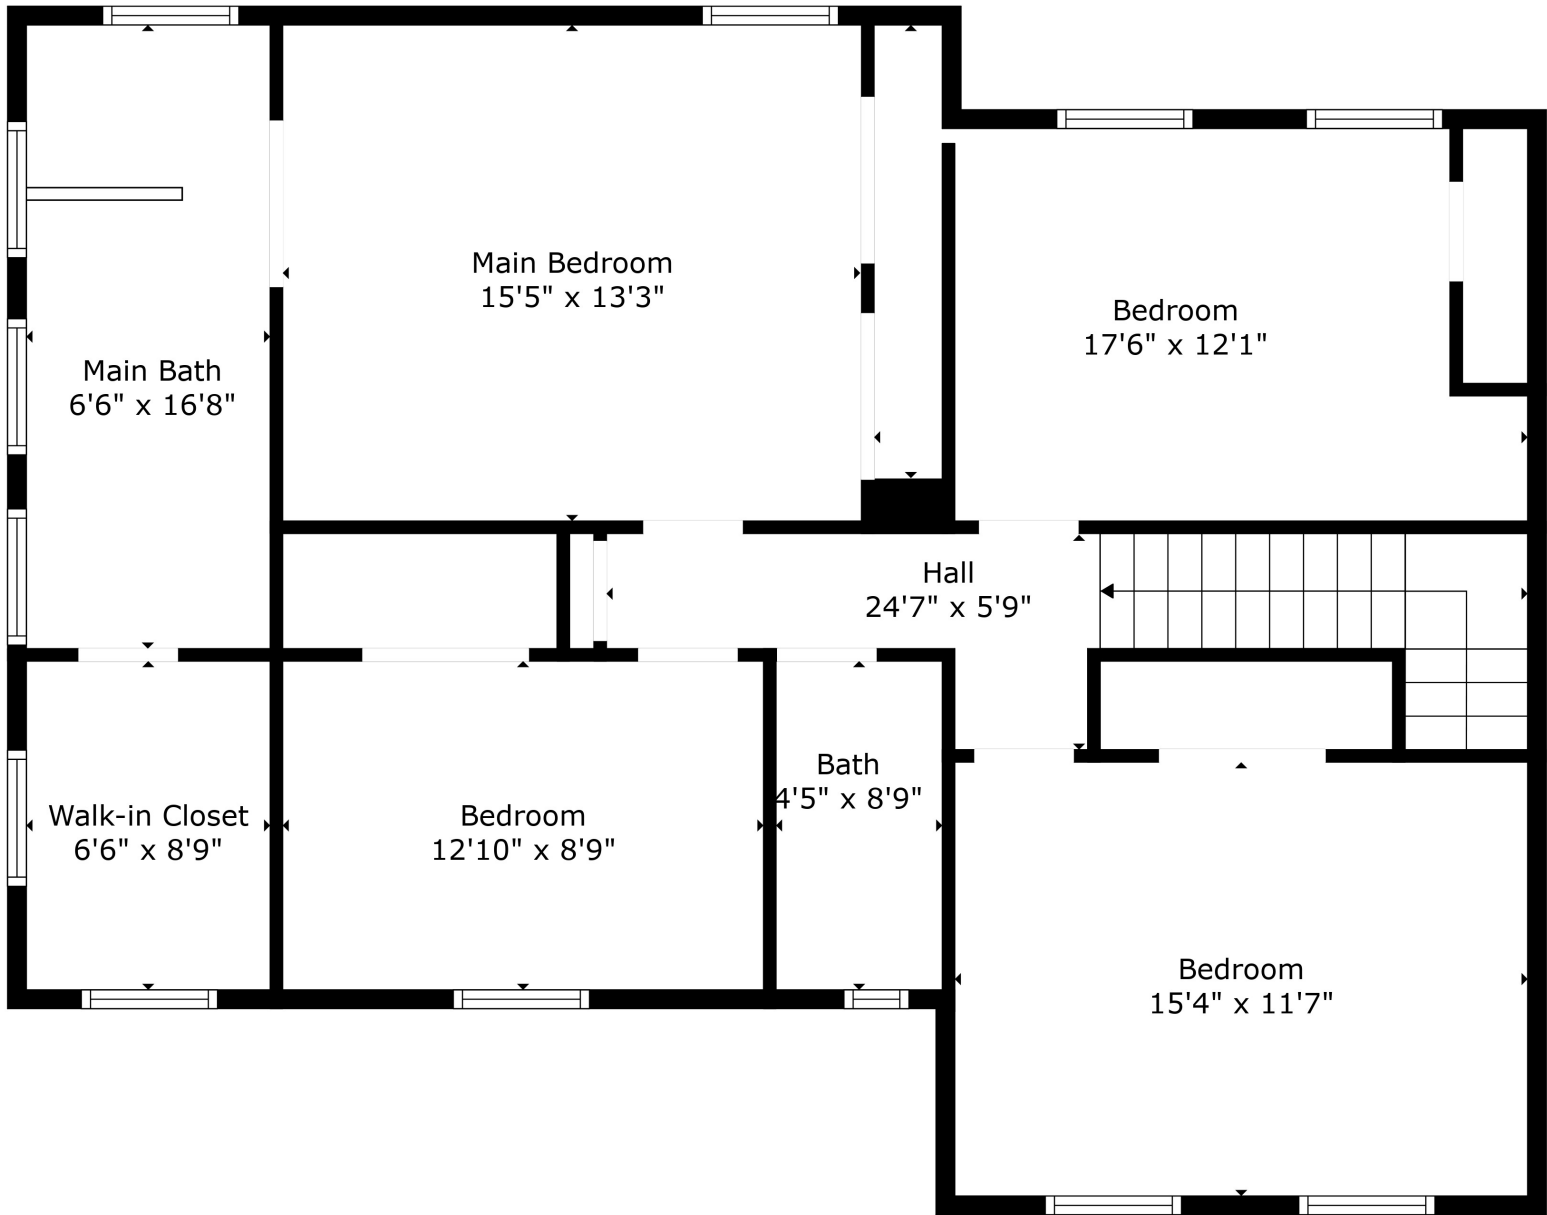 Main Bedroom
15'5" x 13'3"
Bedroom
17'6" x 12'1"
Main Bath
6'6" x 16'8"
Hall
24'7" x 5'9"
Bath
4'5" x 8'9"
Walk-in Closet
6'6" x 8'9"
Bedroom
12'10" x 8'9"
Bedroom
15'4" x 11'7"